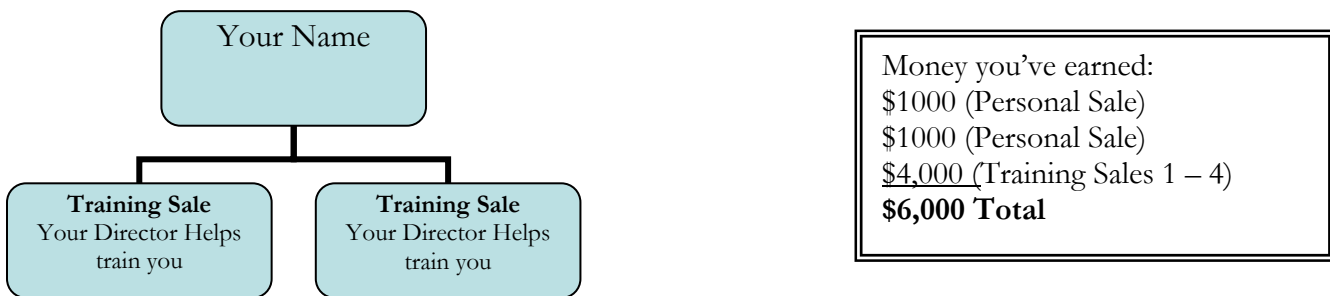 Your Name
Training Sale
Your Director Helps
train you
Training Sale
Your Director Helps
train you
Money you've earned:
$1000 (Personal Sale)
$1000 (Personal Sale)
$4,000 (Training Sales 1 – 4)
$6,000 Total